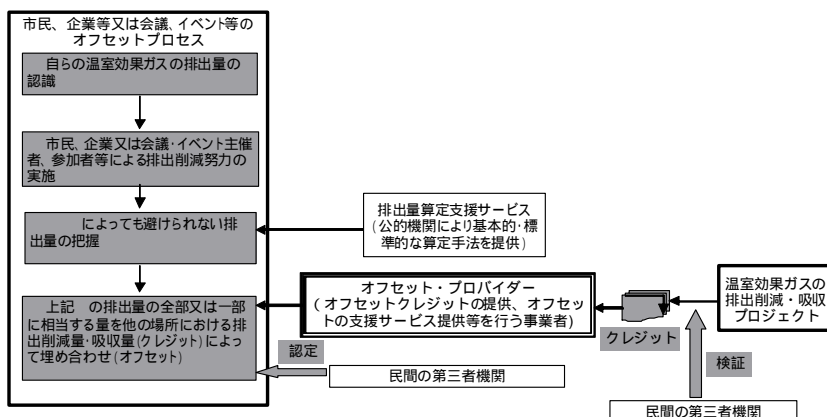 市民、企業等又は会議、イベント等の
オフセットプロセス
自らの温室効果ガスの排出量の
認識
市民、企業又は会議・イベント主催
者、参加者等による排出削減努力の
実施
によっても避けられない排
出量の把握
上記　の排出量の全部又は一部
に相当する量を他の場所における排
出削減量・吸収量(クレジット)によっ
て埋め合わせ(オフセット)
排出量算定支援サービス
(公的機関により基本的・標
準的な算定手法を提供)
オフセット・プロバイダー
(オフセットクレジットの提供、オフセッ
トの支援サービス提供等を行う事業者)
認定
民間の第三者機関
クレジット
温室効果ガスの
排出削減・吸収
プロジェクト
検証
民間の第三者機関